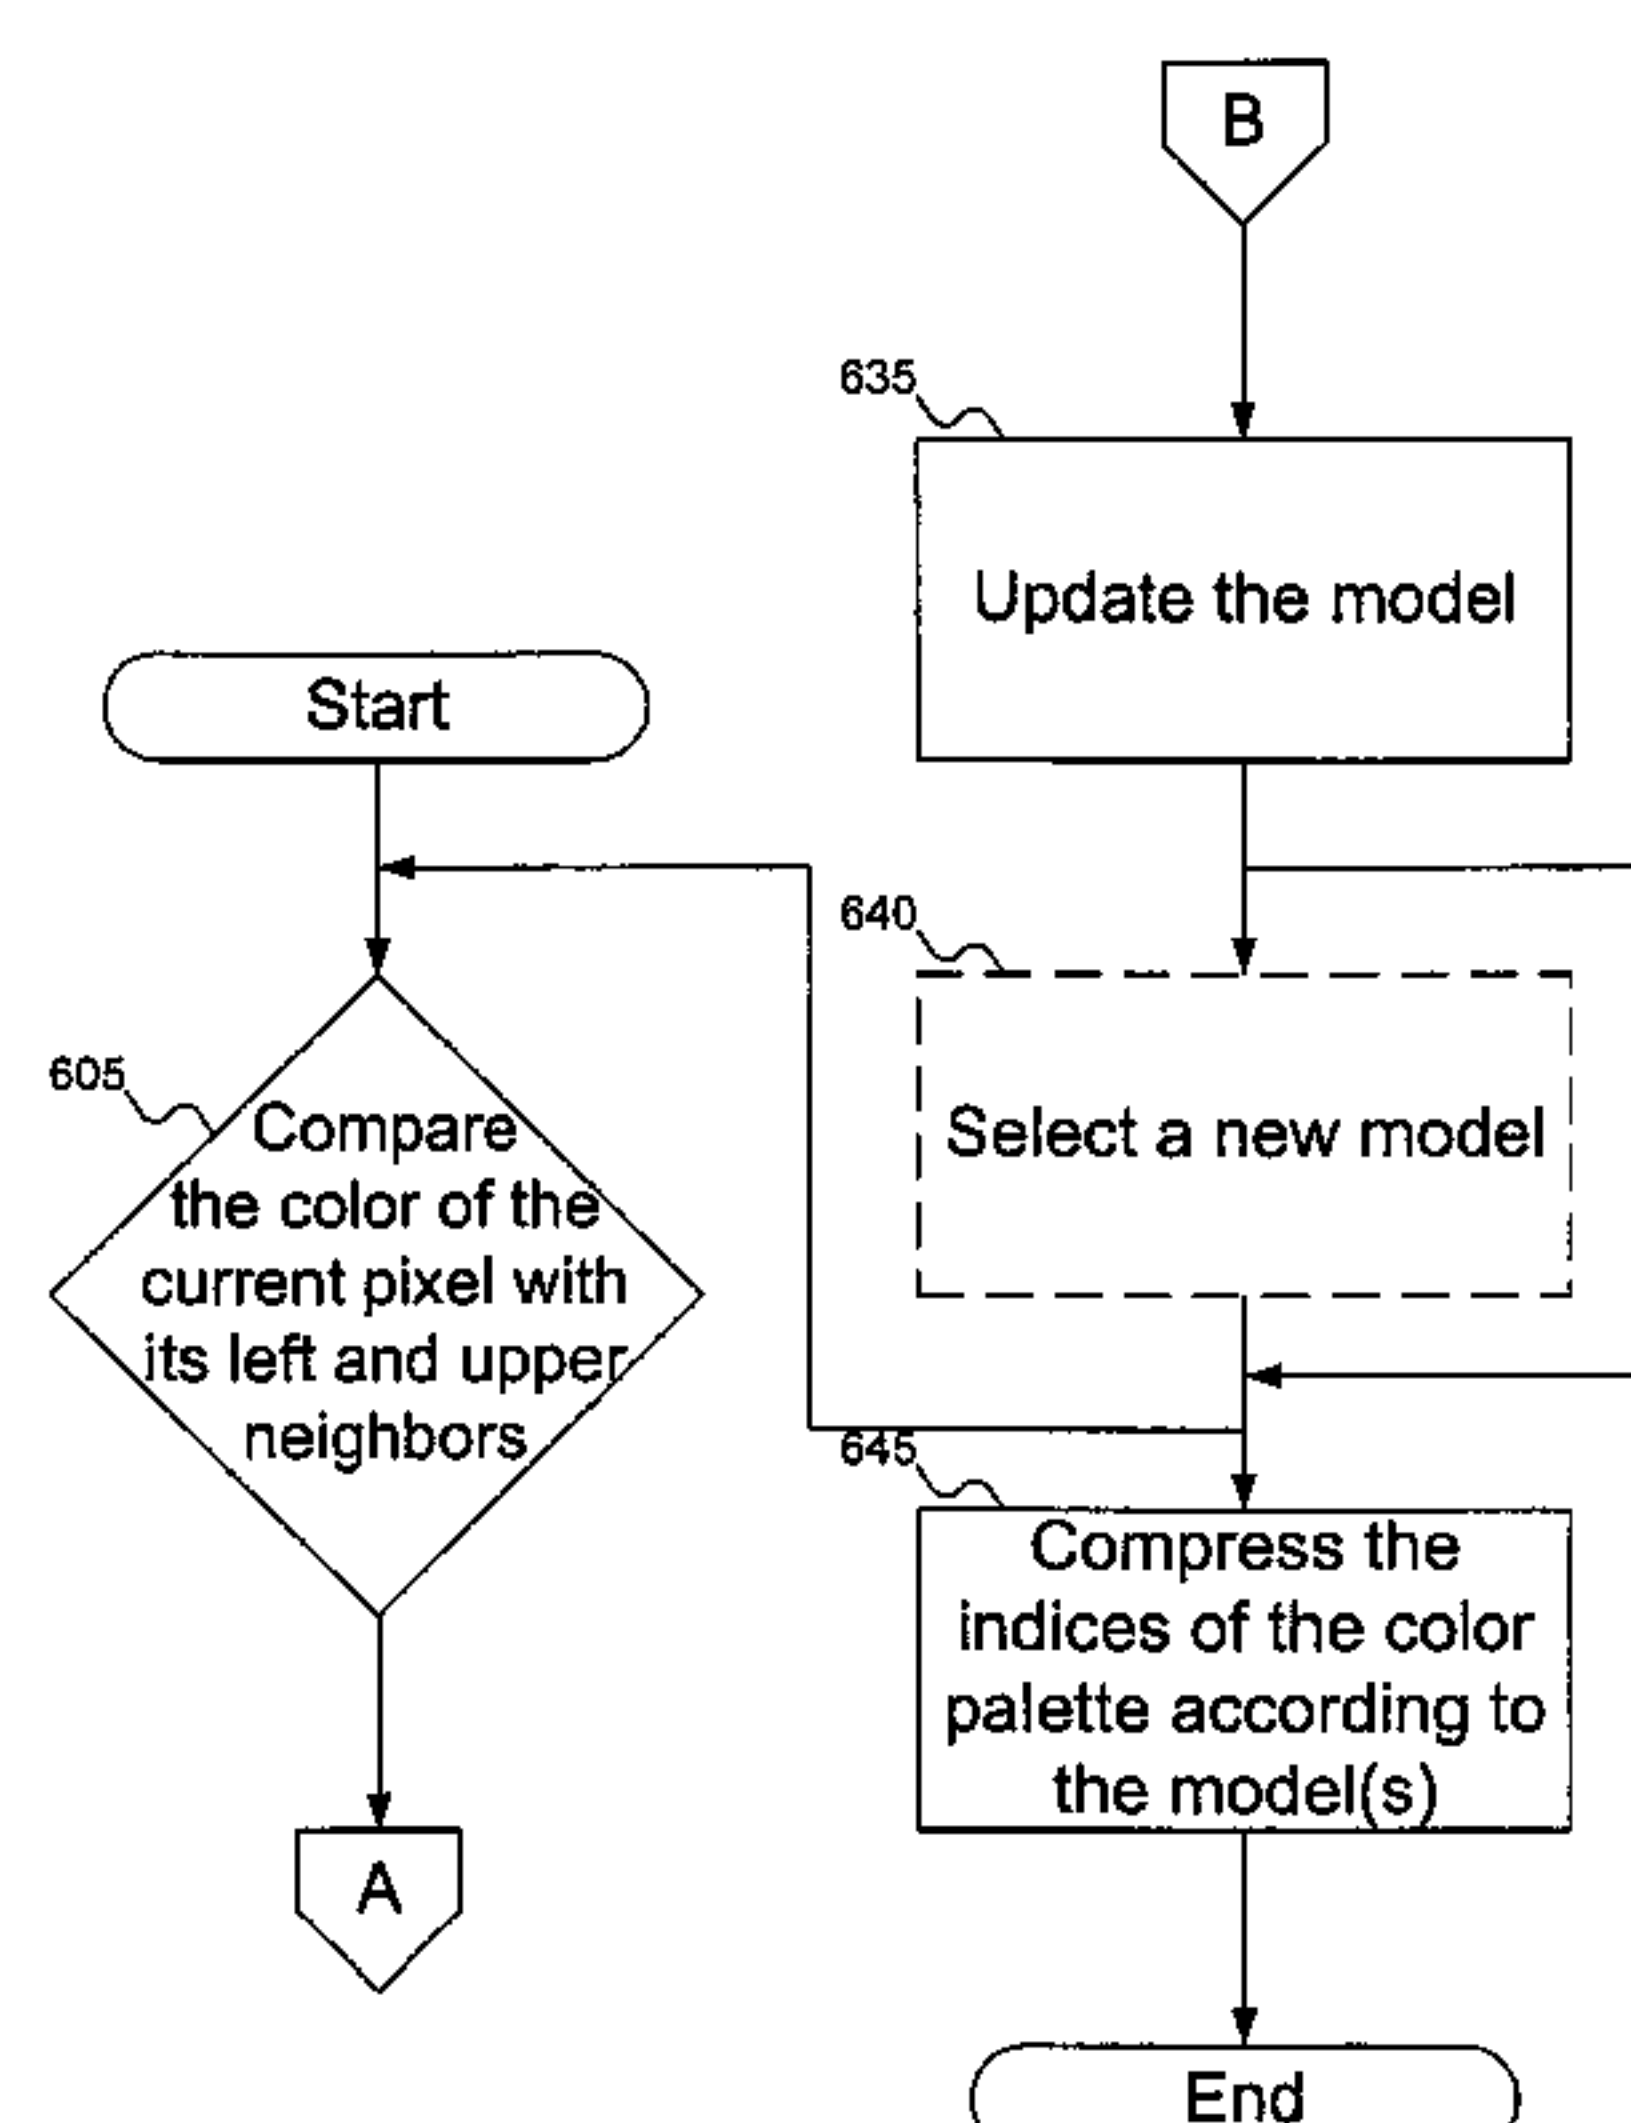 B
635
Update the model
Start
640
Select a new model
605
Compare
the color of the
current pixel with
its left and upper
neighbors
645
Compress the
indices of the color
palette according to
the model(s)
A
End